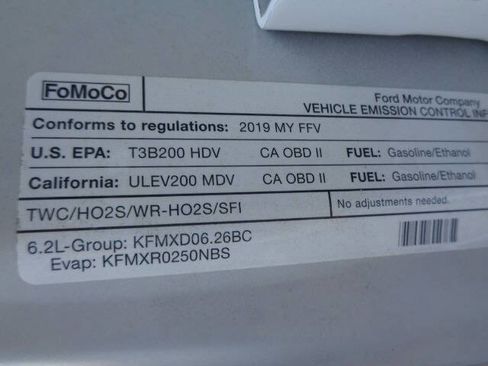 FoMoCo
Ford Motor Company
VEHICLE EMISSION CONTROL INF
Conforms to regulations: 2019 MY FFV
U.S. EPA: T3B200 HDV CA OBD II FUEL: Gasoline/Ethanol
California: ULEV200 MDV CA OBD II FUEL: Gasoline/Ethanol
TWC/HO2S/WR-HO2S/SFI No adjustments needed.
6.2L-Group: KFMXD06.26BC
Evap: KFMXR0250NBS